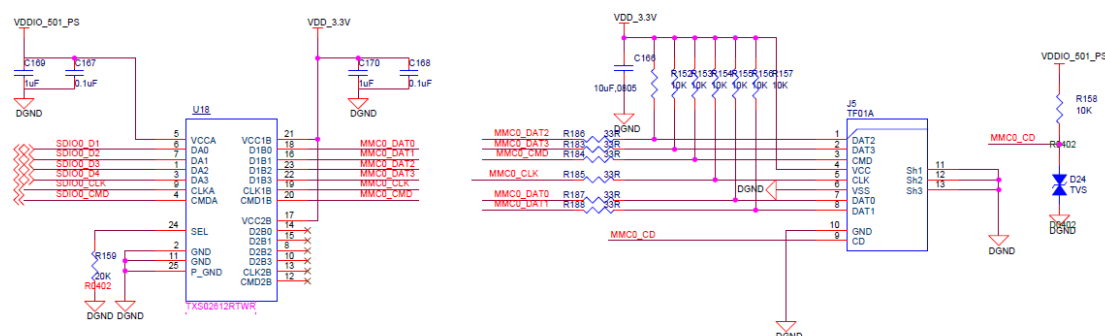 VDDIO_501_PS
VDD_3.3V
C169
1uF
C167
0.1uF
DGND
C170
1uF
C168
0.1uF
DGND
U18
5 VCCA VCC1B 21
SDIO0_D1 6 DA0 D1B0 18 MMC0_DAT0
SDIO0_D2 7 DA1 D1B1 16 MMC0_DAT1
SDIO0_D3 1 DA2 D1B2 23 MMC0_DAT2
SDIO0_D4 3 DA3 D1B3 22 MMC0_DAT3
SDIO0_CLK 9 CLKA CLK1B 19 MMC0_CLK
SDIO0_CMD 4 CMDA CMD1B 20 MMC0_CMD
VCC2B 17
24 SEL D2B0 14
D2B1 15
2 GND D2B2 8
11 GND D2B3 10
25 P_GND CLK2B 13
CMD2B 12
R159
20K
R0402
DGND
DGND
TXS02612RTWR
VDD_3.3V
C166
10uF,0805
DGND
R152
10K
R153
10K
R154
10K
R155
10K
R156
10K
R157
10K
J5
TF01A
MMC0_DAT2 R186 33R 1 DAT2
MMC0_DAT3 R183 33R 2 DAT3
MMC0_CMD R184 33R 3 CMD
4 VCC
MMC0_CLK R185 33R 5 CLK
DGND 6 VSS
MMC0_DAT0 R187 33R 7 DAT0
MMC0_DAT1 R188 33R 8 DAT1
10 GND
MMC0_CD 9 CD
Sh1 11
Sh2 12
Sh3 13
DGND
DGND
VDDIO_501_PS
R158
10K
MMC0_CD
R0402
D24
TVS
D0402
DGND